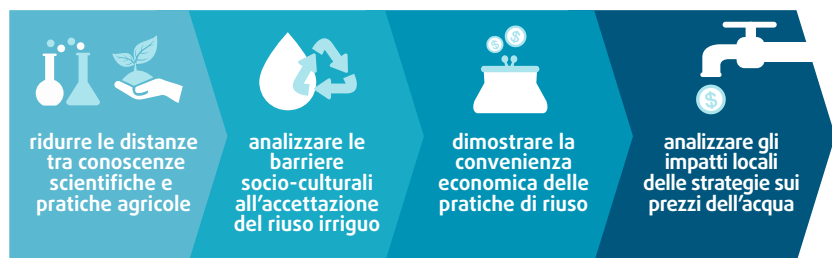 ridurre le distanze
tra conoscenze
scientifiche e
pratiche agricole
analizzare le
barriere
socio-culturali
all'accettazione
del riuso irriguo
$
$
dimostrare la
convenienza
economica delle
pratiche di riuso
$
analizzare gli
impatti locali
delle strategie sui
prezzi dell'acqua